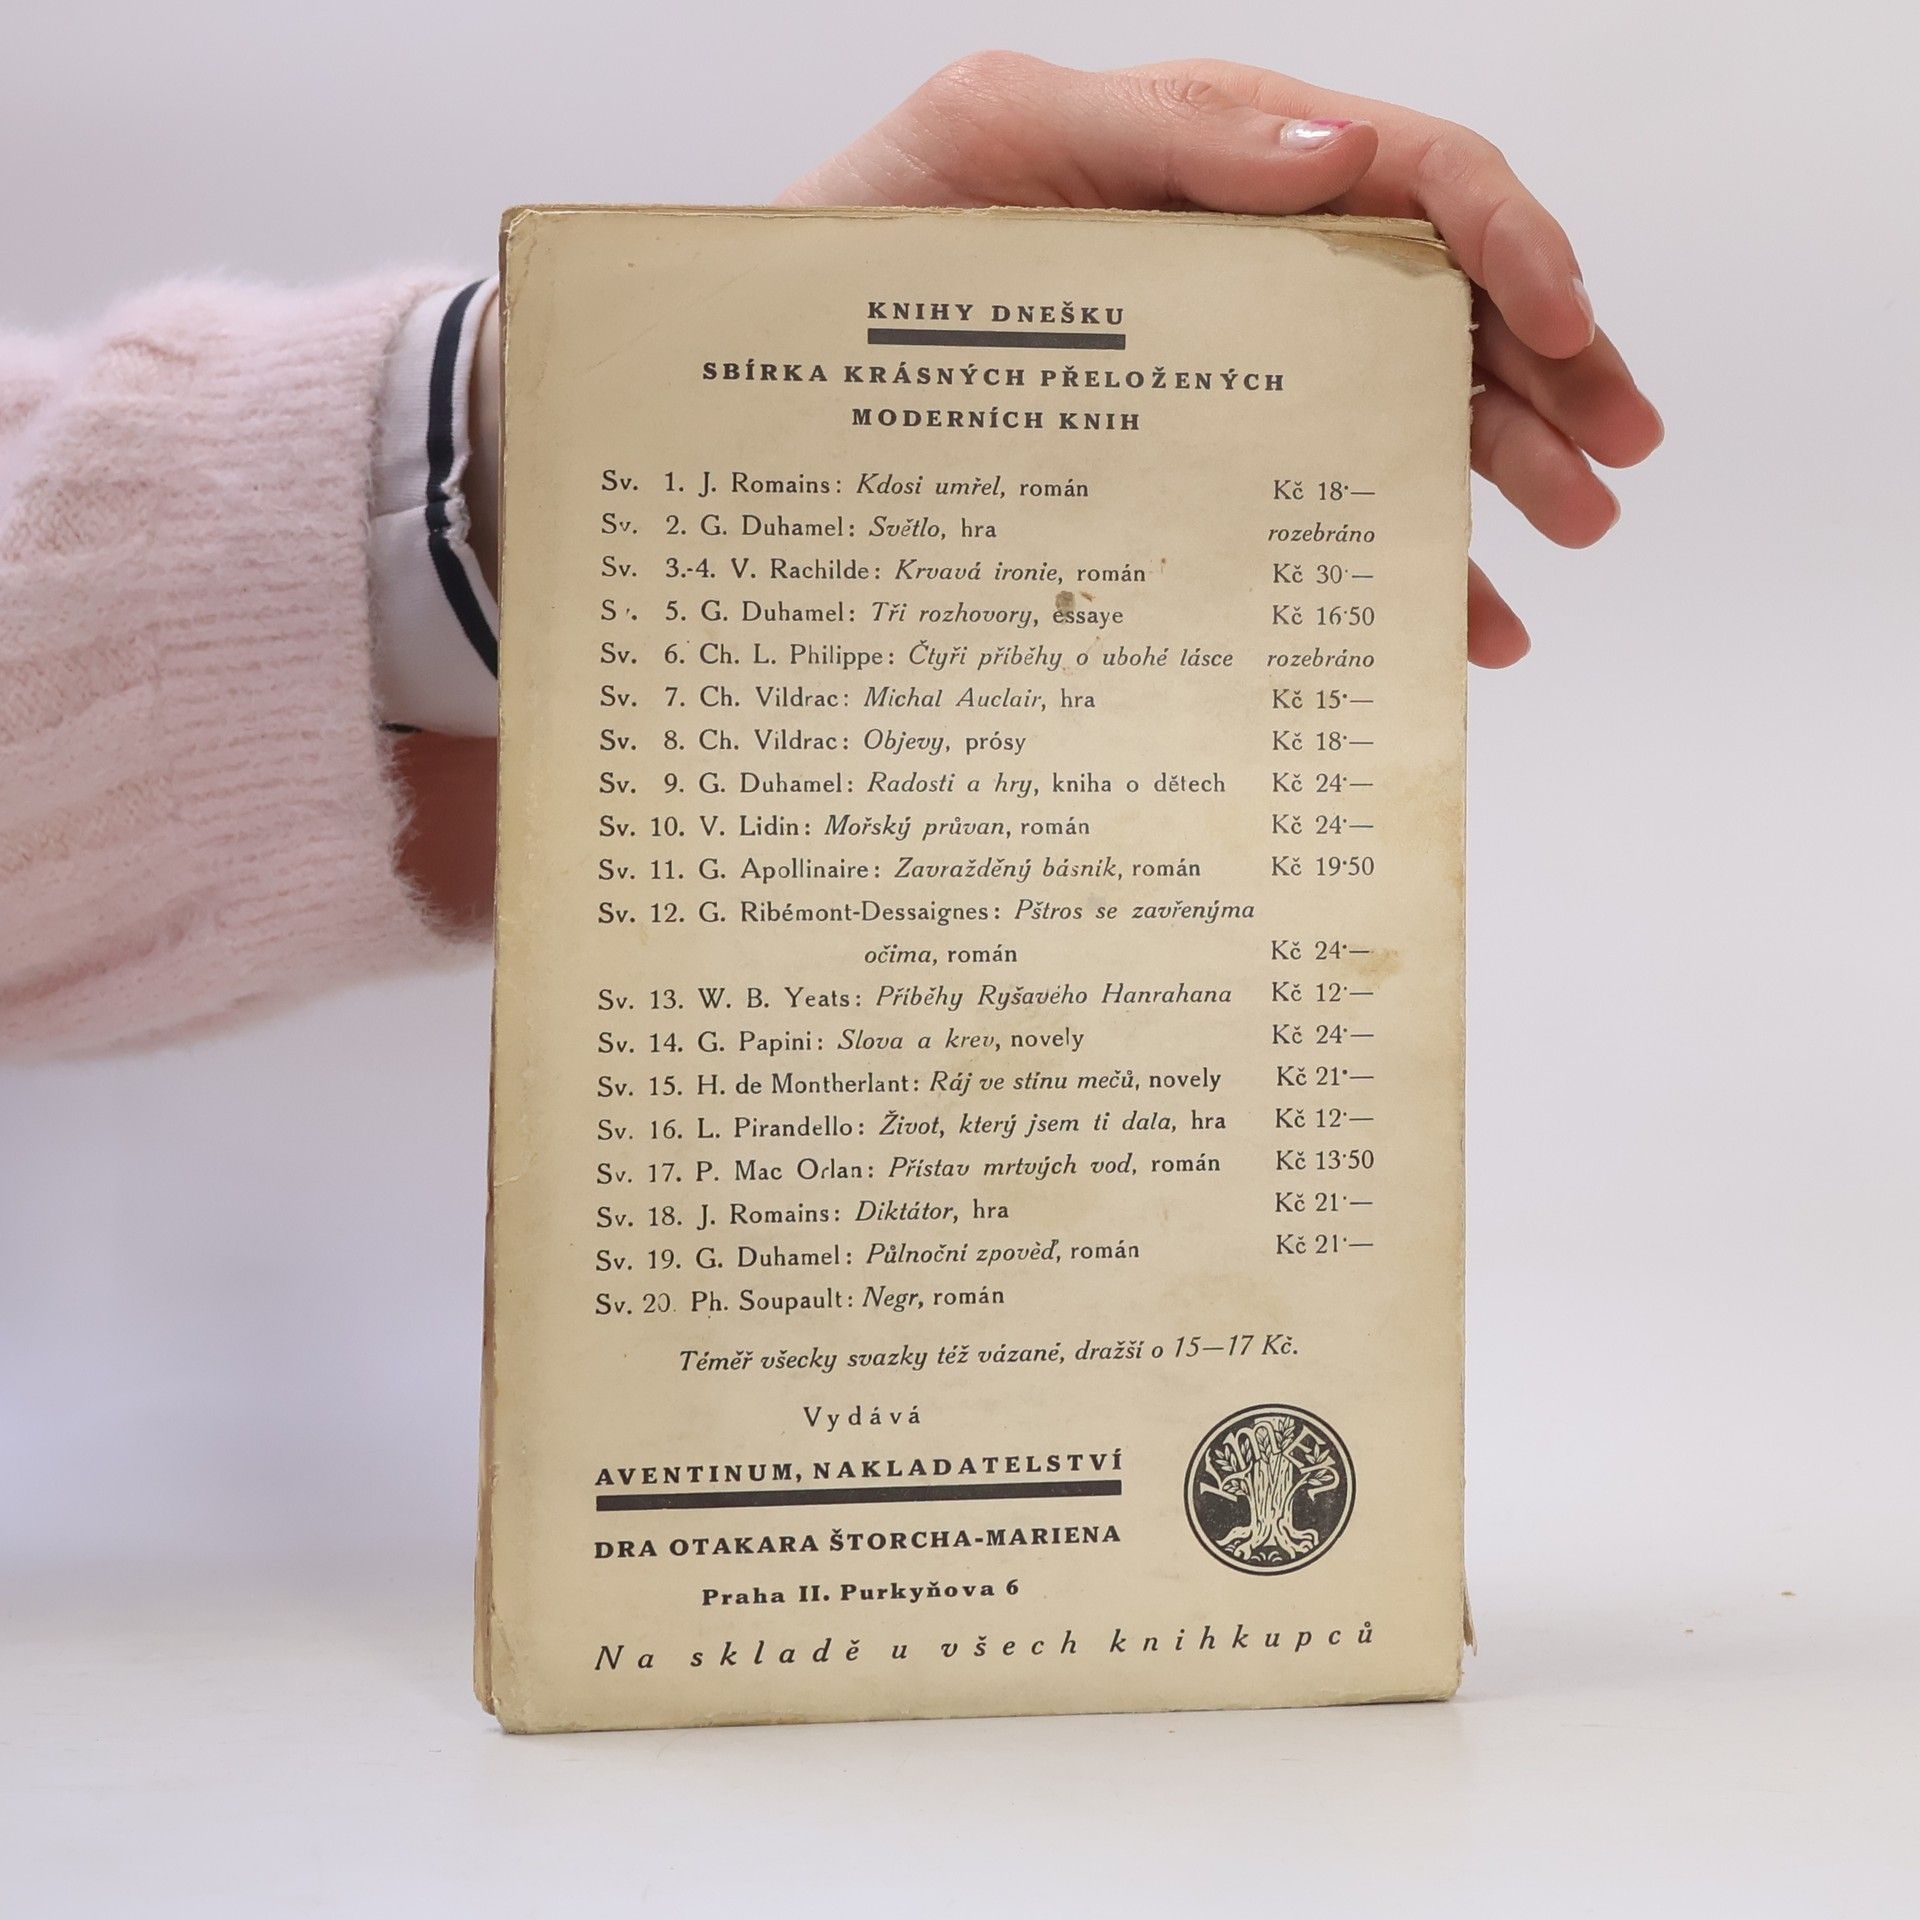 KNIHY DNEŠKU
SBÍRKA KRÁSNÝCH PŘELOŽENÝCH
MODERNÍCH KNIH
Sv. 1. J. Romains: Kdosi umřel, román Kč 18·—
Sv. 2. G. Duhamel: Světlo, hra rozebráno
Sv. 3.-4. V. Rachilde: Krvavá ironie, román Kč 30·—
Sv. 5. G. Duhamel: Tři rozhovory, essaye Kč 16·50
Sv. 6. Ch. L. Philippe: Čtyři příběhy o ubohé lásce rozebráno
Sv. 7. Ch. Vildrac: Michal Auclair, hra Kč 15·—
Sv. 8. Ch. Vildrac: Objevy, prósy Kč 18·—
Sv. 9. G. Duhamel: Radosti a hry, kniha o dětech Kč 24·—
Sv. 10. V. Lidin: Mořský průvan, román Kč 24·—
Sv. 11. G. Apollinaire: Zavražděný básník, román Kč 19·50
Sv. 12. G. Ribémont-Dessaignes: Pštros se zavřenýma
očima, román Kč 24·—
Sv. 13. W. B. Yeats: Příběhy Ryšavého Hanrahana Kč 12·—
Sv. 14. G. Papini: Slova a krev, novely Kč 24·—
Sv. 15. H. de Montherlant: Ráj ve stínu mečů, novely Kč 21·—
Sv. 16. L. Pirandello: Život, který jsem ti dala, hra Kč 12·—
Sv. 17. P. Mac Orlan: Přístav mrtvých vod, román Kč 13·50
Sv. 18. J. Romains: Diktátor, hra Kč 21·—
Sv. 19. G. Duhamel: Půlnoční zpověď, román Kč 21·—
Sv. 20. Ph. Soupault: Negr, román
Téměř všecky svazky též vázané, dražší o 15—17 Kč.
Vydává
AVENTINUM, NAKLADATELSTVÍ
DRA OTAKARA ŠTORCHA-MARIENA
Praha II. Purkyňova 6
KMEN
Na skladě u všech knihkupců